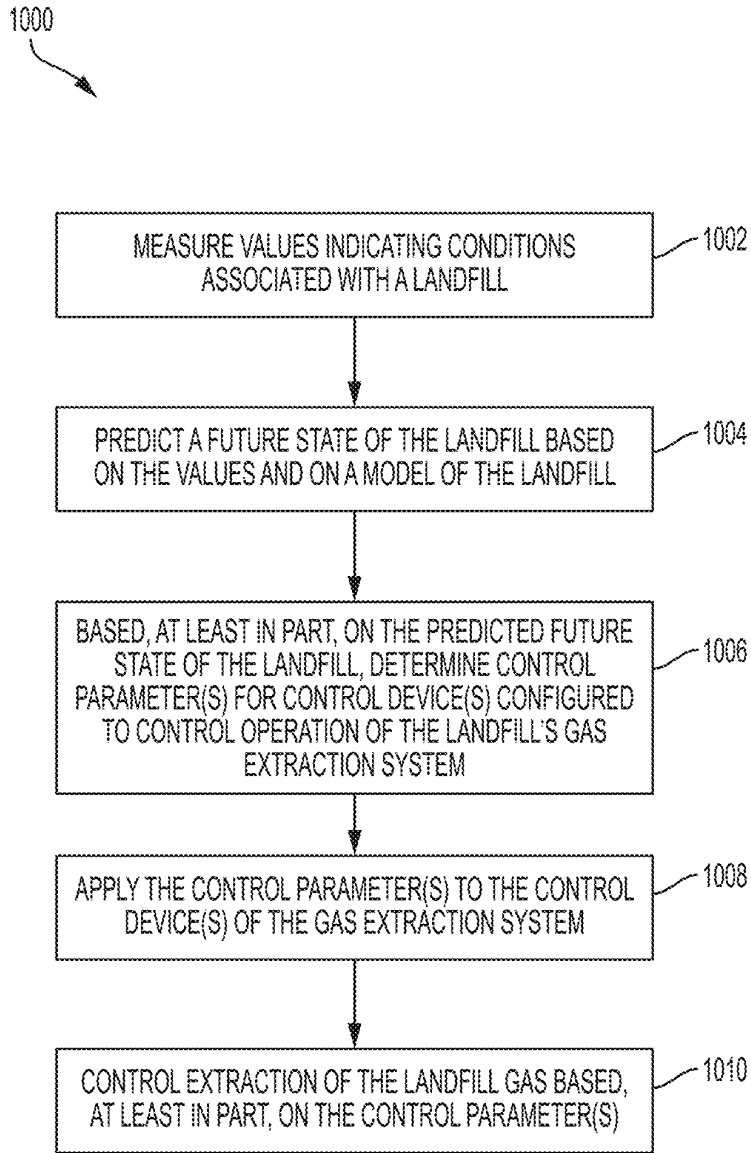 1000
MEASURE VALUES INDICATING CONDITIONS
ASSOCIATED WITH A LANDFILL
1002
PREDICT A FUTURE STATE OF THE LANDFILL BASED
ON THE VALUES AND ON A MODEL OF THE LANDFILL
1004
BASED, AT LEAST IN PART, ON THE PREDICTED FUTURE
STATE OF THE LANDFILL, DETERMINE CONTROL
PARAMETER(S) FOR CONTROL DEVICE(S) CONFIGURED
TO CONTROL OPERATION OF THE LANDFILL'S GAS
EXTRACTION SYSTEM
1006
APPLY THE CONTROL PARAMETER(S) TO THE CONTROL
DEVICE(S) OF THE GAS EXTRACTION SYSTEM
1008
CONTROL EXTRACTION OF THE LANDFILL GAS BASED,
AT LEAST IN PART, ON THE CONTROL PARAMETER(S)
1010